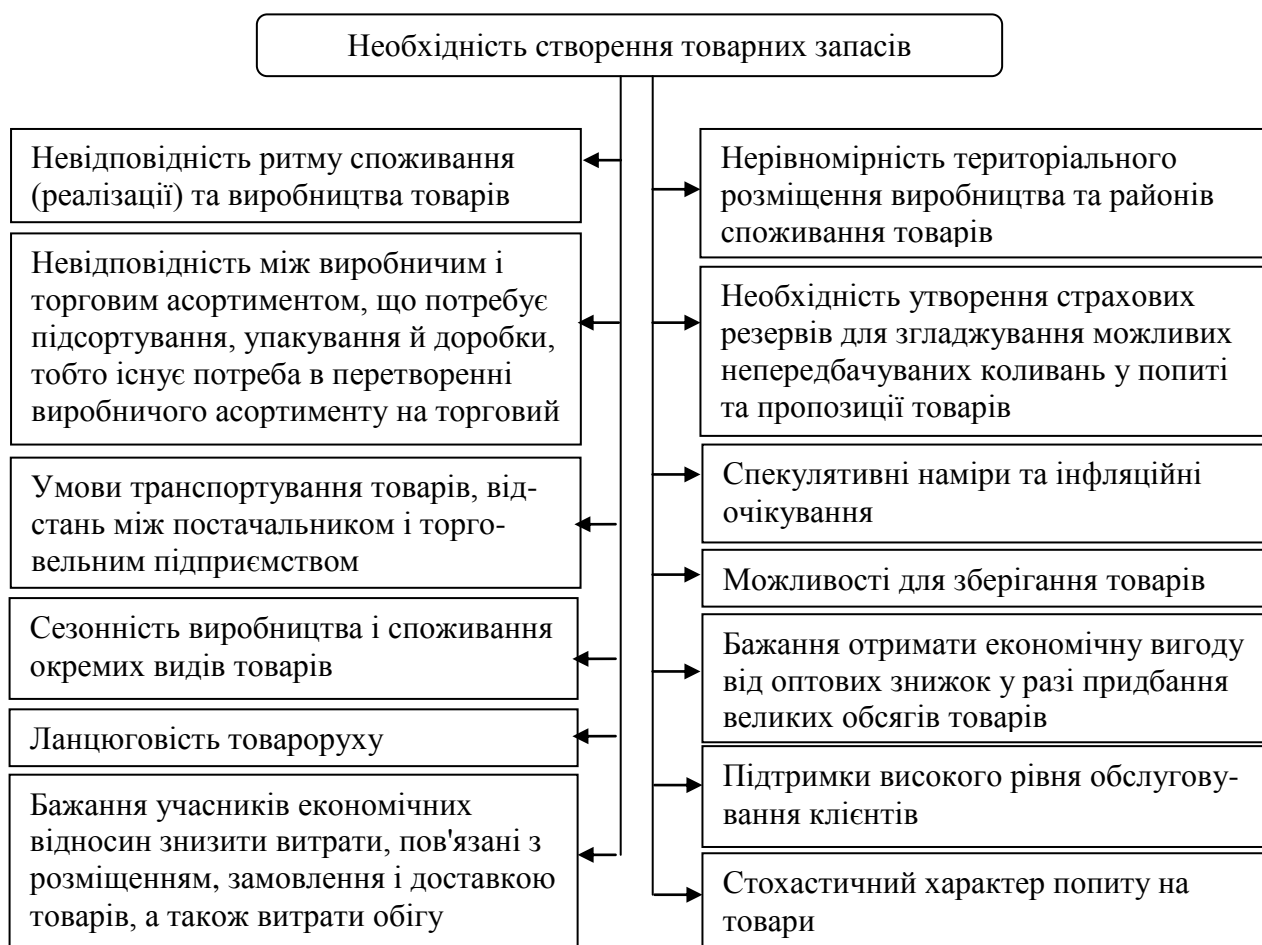 Необхідність створення товарних запасів
Невідповідність ритму споживання
(реалізації) та виробництва товарів
Невідповідність між виробничим і
торговим асортиментом, що потребує
підсортування, упакування й доробки,
тобто існує потреба в перетворенні
виробничого асортименту на торговий
Умови транспортування товарів, від-
стань між постачальником і торго-
вельним підприємством
Сезонність виробництва і споживання
окремих видів товарів
Ланцюговість товароруху
Бажання учасників економічних
відносин знизити витрати, пов'язані з
розміщенням, замовлення і доставкою
товарів, а також витрати обігу
Нерівномірність територіального
розміщення виробництва та районів
споживання товарів
Необхідність утворення страхових
резервів для згладжування можливих
непередбачуваних коливань у попиті
та пропозиції товарів
Спекулятивні наміри та інфляційні
очікування
Можливості для зберігання товарів
Бажання отримати економічну вигоду
від оптових знижок у разі придбання
великих обсягів товарів
Підтримки високого рівня обслугову-
вання клієнтів
Стохастичний характер попиту на
товари